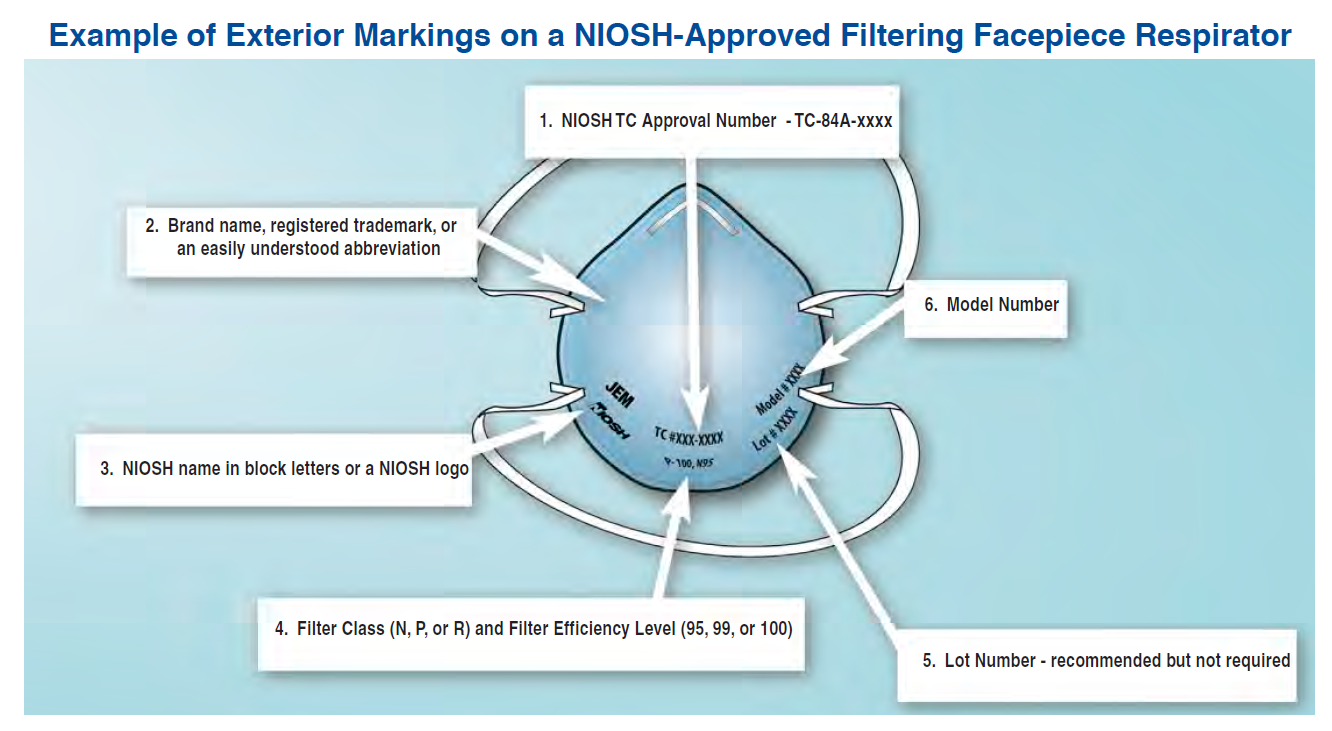 Example of Exterior Markings on a NIOSH-Approved Filtering Facepiece Respirator
1. NIOSH TC Approval Number - TC-84A-xxxx
2. Brand name, registered trademark, or
an easily understood abbreviation
6. Model Number
JEM
NIOSH
TC #XXX-XXXX
P-100, N95
Model # XXXX
Lot # XXXX
3. NIOSH name in block letters or a NIOSH logo
4. Filter Class (N, P, or R) and Filter Efficiency Level (95, 99, or 100)
5. Lot Number - recommended but not required